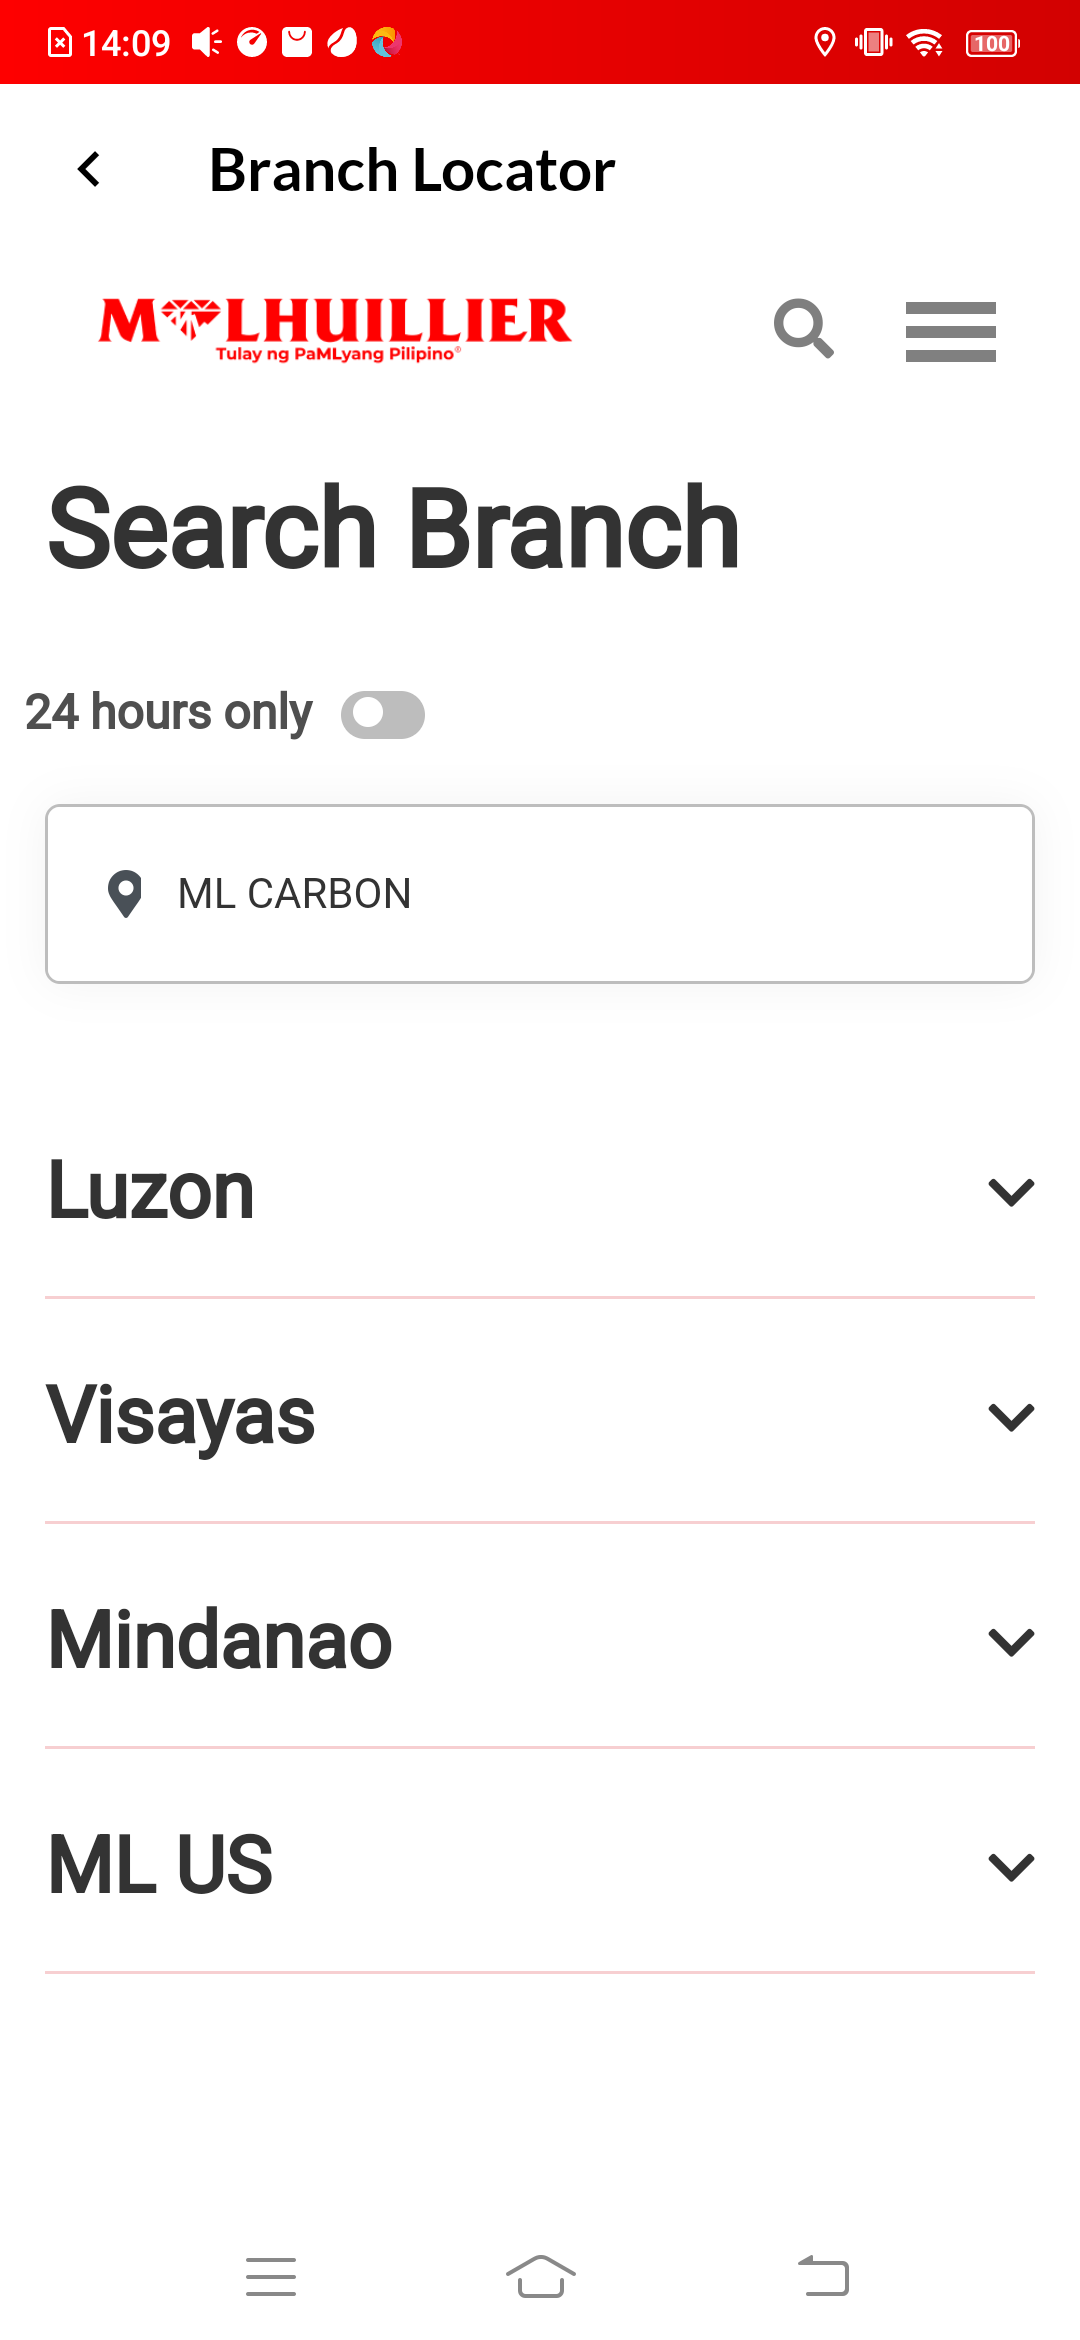 14:09
100
Branch Locator
M LHUILLIER
Tulay ng PaMLyang Pilipino®
Search Branch
24 hours only
ML CARBON
Luzon
Visayas
Mindanao
ML US